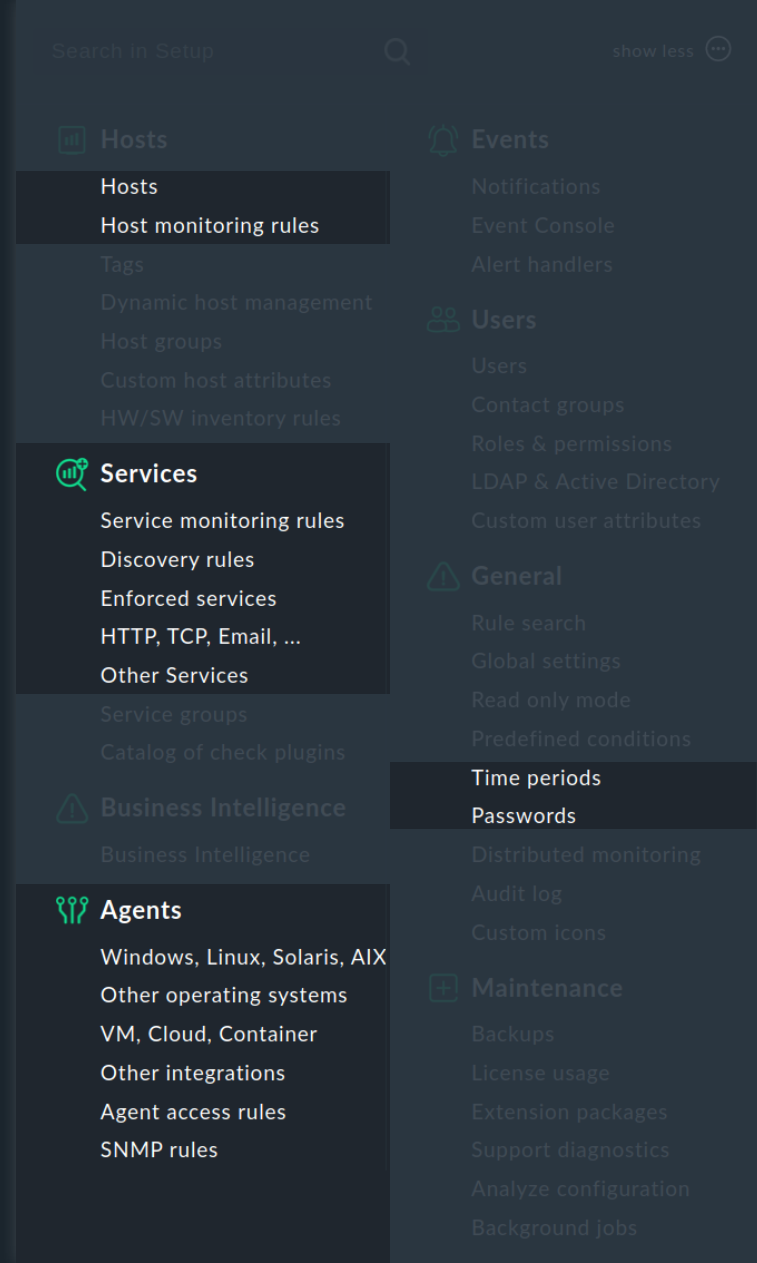 Search in Setup
show less
Hosts
Hosts
Host monitoring rules
Tags
Dynamic host management
Host groups
Custom host attributes
HW/SW inventory rules
Services
Service monitoring rules
Discovery rules
Enforced services
HTTP, TCP, Email, ...
Other Services
Service groups
Catalog of check plugins
Business Intelligence
Business Intelligence
Agents
Windows, Linux, Solaris, AIX
Other operating systems
VM, Cloud, Container
Other integrations
Agent access rules
SNMP rules
Events
Notifications
Event Console
Alert handlers
Users
Users
Contact groups
Roles & permissions
LDAP & Active Directory
Custom user attributes
General
Rule search
Global settings
Read only mode
Predefined conditions
Time periods
Passwords
Distributed monitoring
Audit log
Custom icons
Maintenance
Backups
License usage
Extension packages
Support diagnostics
Analyze configuration
Background jobs